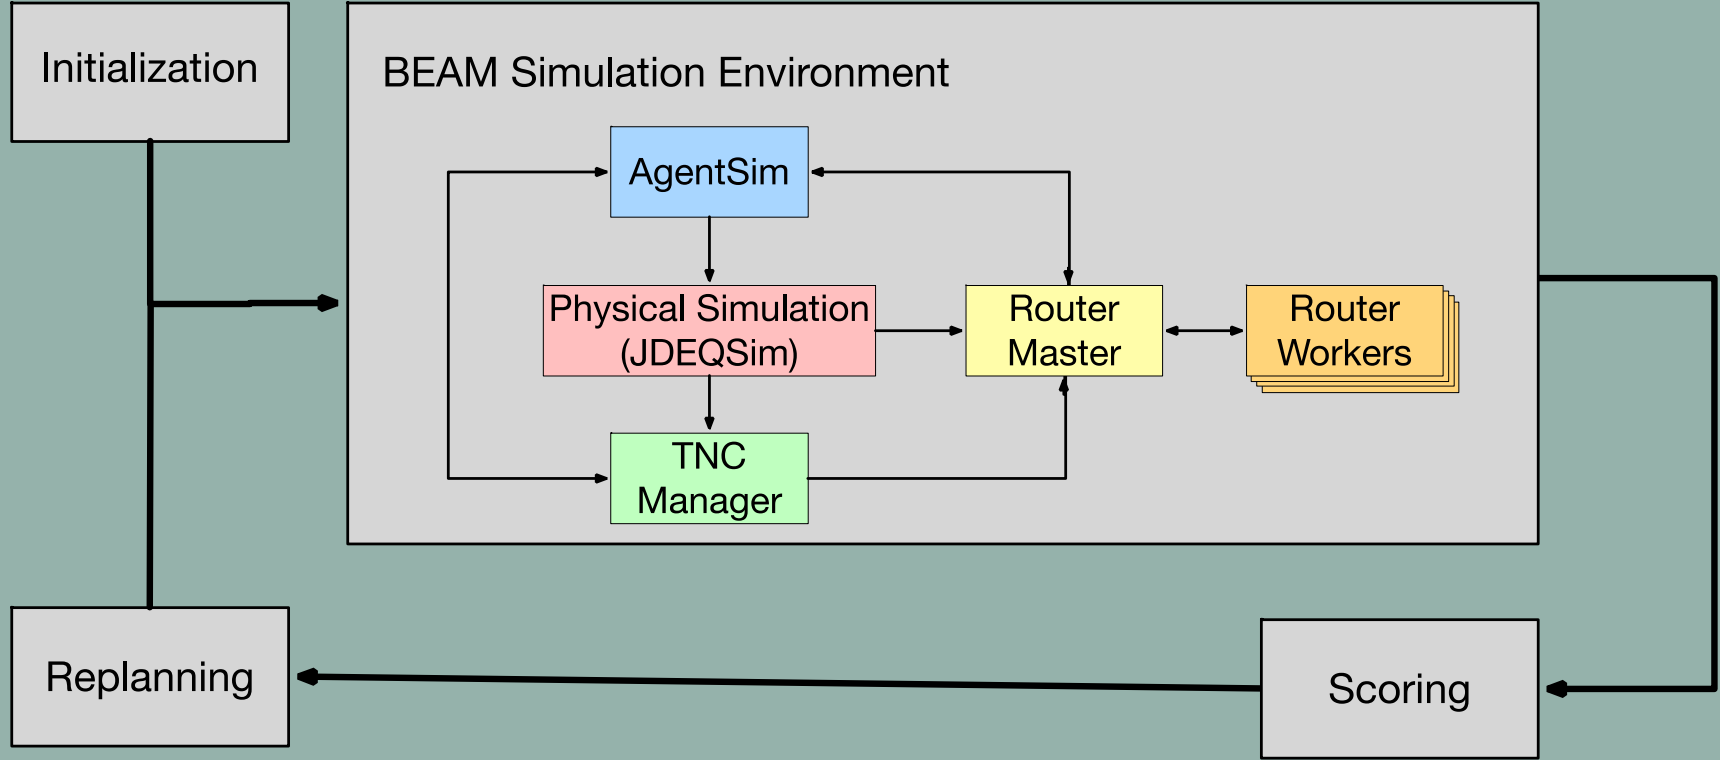 Initialization
BEAM Simulation Environment
AgentSim
Physical Simulation
(JDEQSim)
Router
Master
Router
Workers
TNC
Manager
Replanning
Scoring